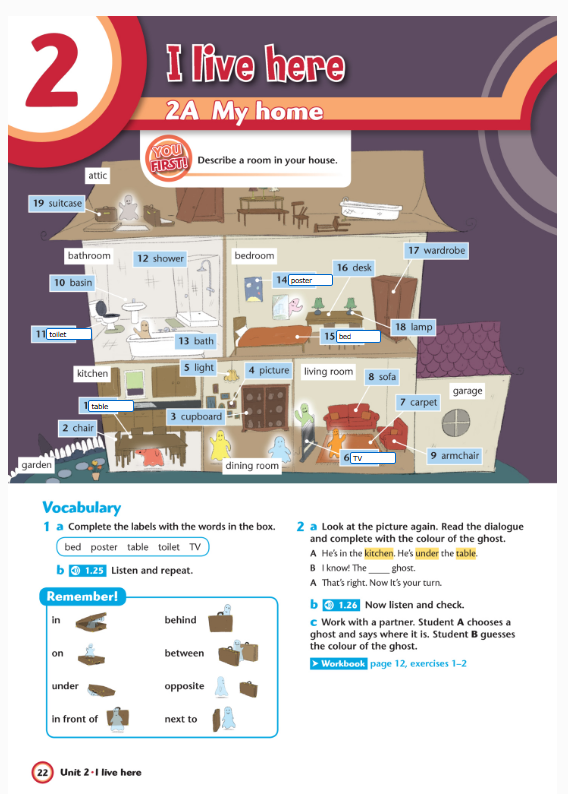 2
I live here
2A My home
YOU FIRST!
Describe a room in your house.
attic
19 suitcase
bathroom
12 shower
bedroom
17 wardrobe
16 desk
10 basin
14 poster
11 toilet
13 bath
15 bed
18 lamp
kitchen
5 light
4 picture
living room
8 sofa
garage
1 table
3 cupboard
7 carpet
2 chair
6 TV
9 armchair
garden
dining room
Vocabulary
1 a Complete the labels with the words in the box.
bed poster table toilet TV
b 1.25 Listen and repeat.
Remember!
in
behind
on
between
under
opposite
in front of
next to
2 a Look at the picture again. Read the dialogue
and complete with the colour of the ghost.
A He's in the kitchen. He's under the table.
B I know! The _____ ghost.
A That's right. Now It's your turn.
b 1.26 Now listen and check.
c Work with a partner. Student A chooses a
ghost and says where it is. Student B guesses
the colour of the ghost.
Workbook page 12, exercises 1–2
22 Unit 2 • I live here